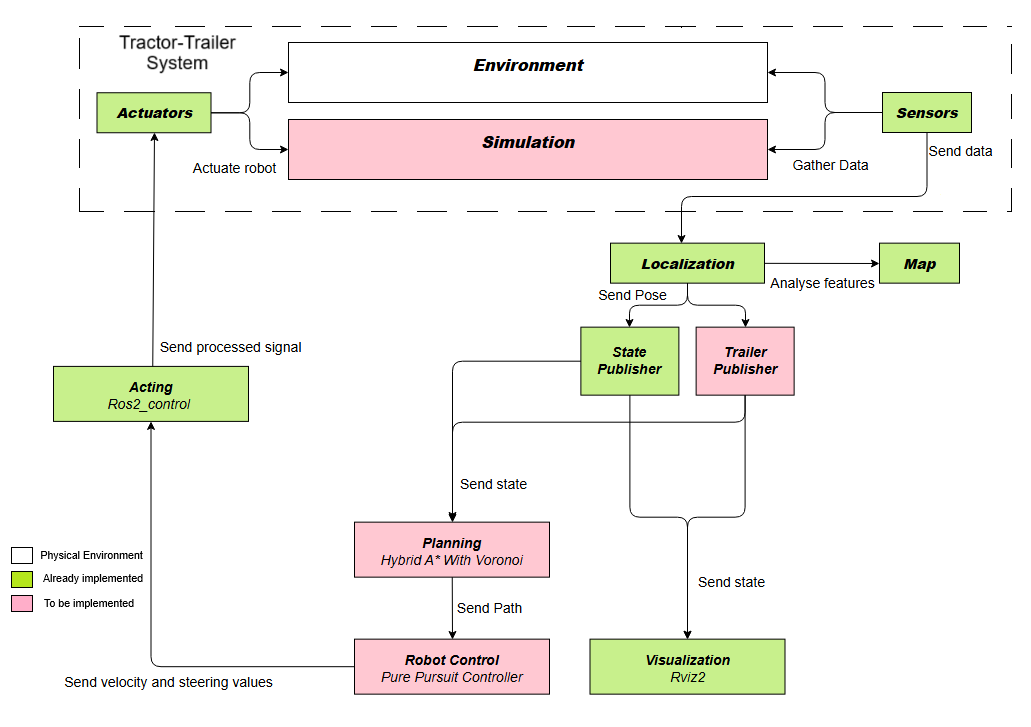 Tractor-Trailer
System
Environment
Actuators
Sensors
Simulation
Actuate robot
Gather Data
Send data
Localization
Map
Analyse features
Send Pose
State
Publisher
Trailer
Publisher
Send processed signal
Acting
Ros2_control
Send state
Planning
Hybrid A* With Voronoi
Physical Environment
Already implemented
To be implemented
Send state
Send Path
Robot Control
Pure Pursuit Controller
Visualization
Rviz2
Send velocity and steering values